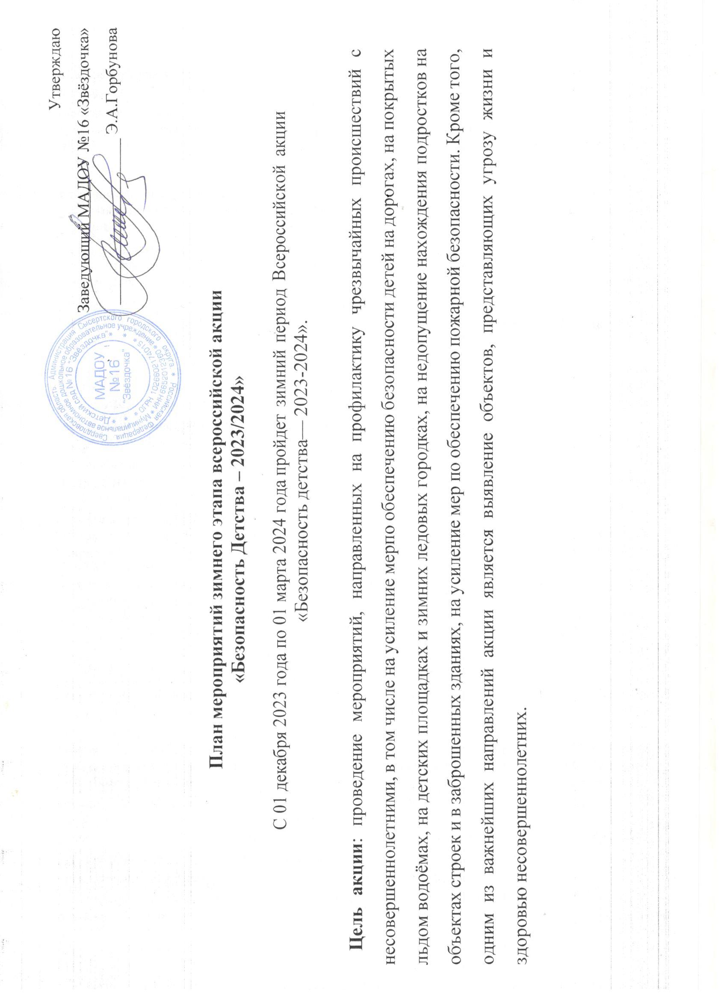 Утверждаю
Заведующий МАДОУ №16 «Звёздочка»
Э.А.Горбунова
Российская Федерация. Свердловская область. Администрация Сысертского городского округа. *
Муниципальное автономное дошкольное образовательное учреждение *
* Детский сад № 16 "Звёздочка" *
* ИНН 6652012360 *
* ОГРН 1026602174015 *
МАДОУ
№16
"Звёздочка"
План мероприятий зимнего этапа всероссийской акции
«Безопасность Детства – 2023/2024»
С 01 декабря 2023 года по 01 марта 2024 года пройдет зимний период Всероссийской акции
«Безопасность детства— 2023-2024».
Цель акции: проведение мероприятий, направленных на профилактику чрезвычайных происшествий с
несовершеннолетними, в том числе на усиление мерпо обеспечению безопасности детей на дорогах, на покрытых
льдом водоёмах, на детских площадках и зимних ледовых городках, на недопущение нахождения подростков на
объектах строек и в заброшенных зданиях, на усиление мер по обеспечению пожарной безопасности. Кроме того,
одним из важнейших направлений акции является выявление объектов, представляющих угрозу жизни и
здоровью несовершеннолетних.